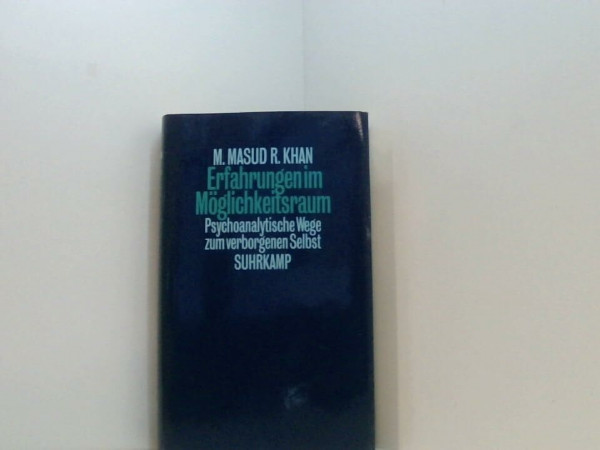 M. MASUD R. KHAN
Erfahrungen im
Möglichkeitsraum
Psychoanalytische Wege
zum verborgenen Selbst
SUHRKAMP